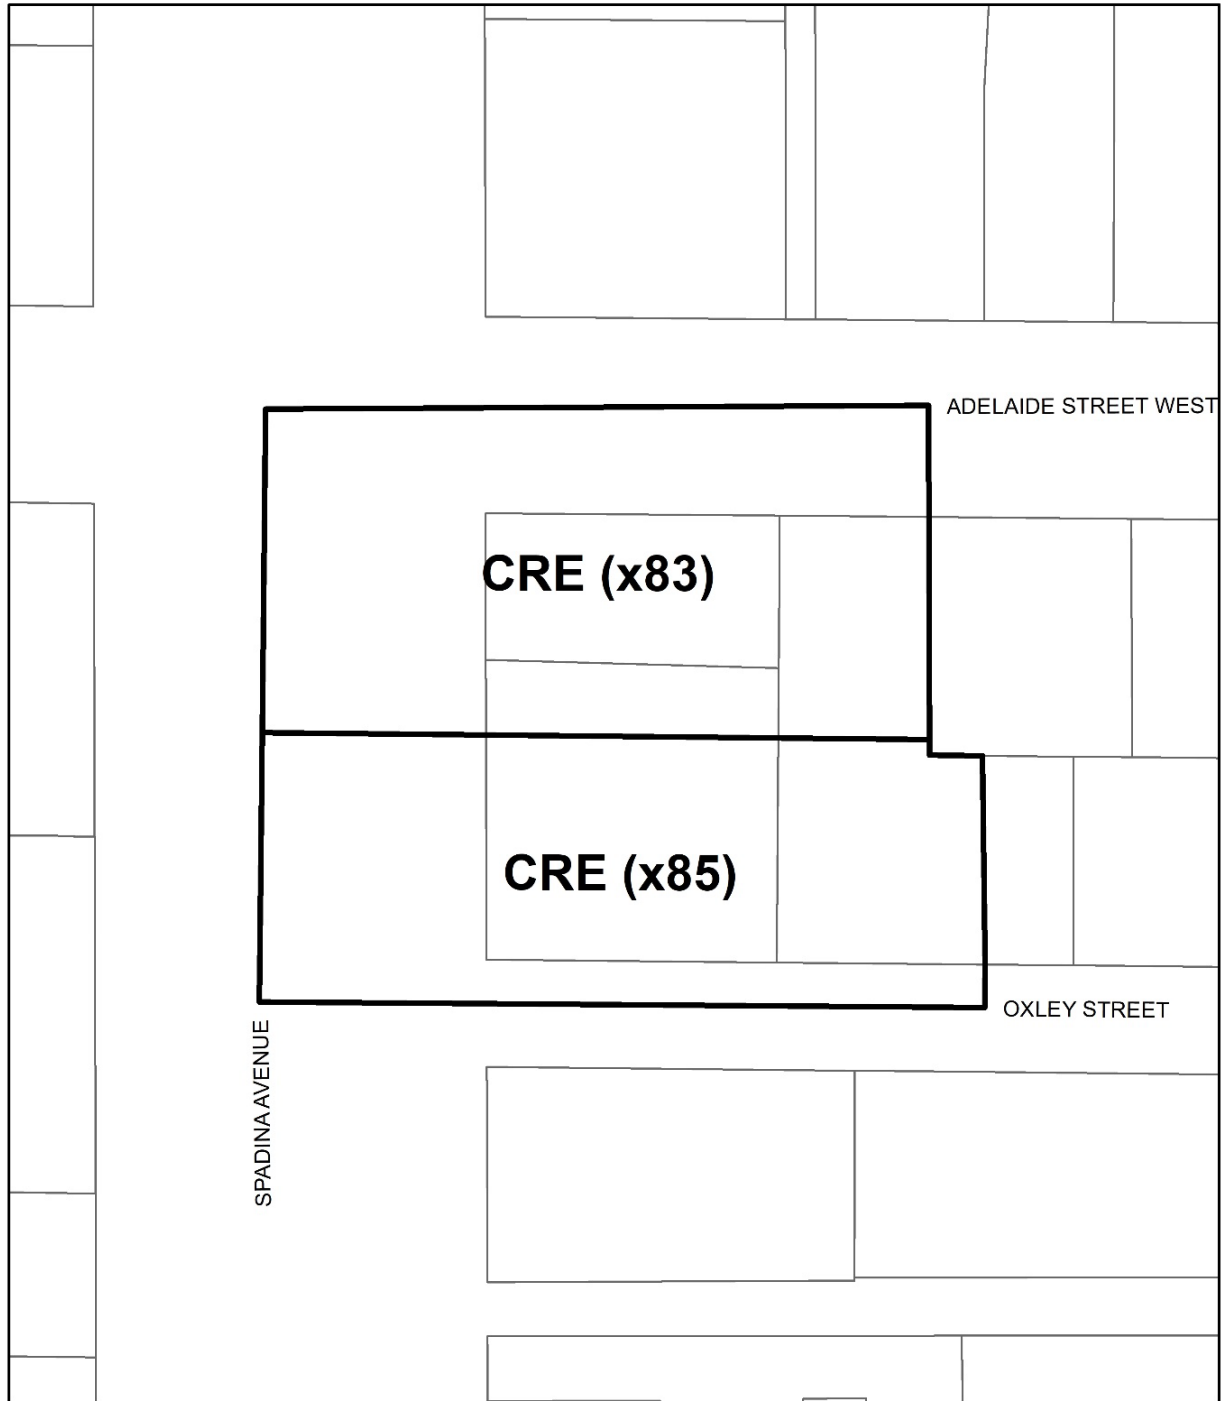 ADELAIDE STREET WEST
CRE (x83)
CRE (x85)
OXLEY STREET
SPADINA AVENUE